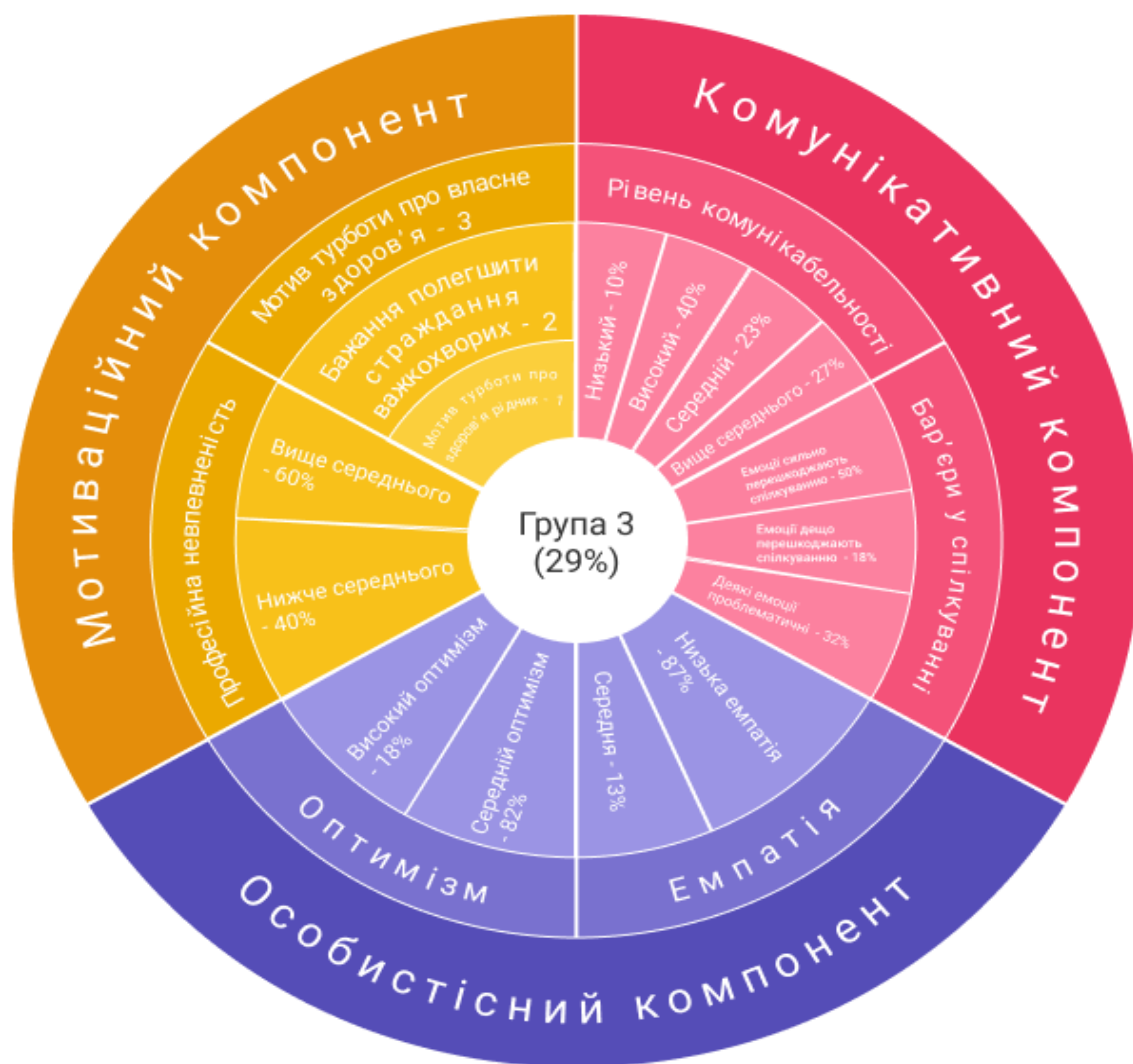 Мотиваційний компонент
Мотив турботи про власне
здоров'я - 3
Бажання полегшити
страждання
важкохворих - 2
Мотив турботи про
здоров'я рідних - 1
Професійна невпевненість
Вище середнього
- 60%
Нижче середнього
- 40%
Комунікативний компонент
Рівень комунікабельності
Низький - 10%
Високий - 40%
Середній - 23%
Вище середнього - 27%
Бар'єри у спілкуванні
Емоції сильно
перешкоджають
спілкуванню - 50%
Емоції дещо
перешкоджають
спілкуванню - 18%
Деякі емоції
проблематичні - 32%
Група 3
(29%)
Особистісний компонент
Оптимізм
Високий оптимізм
- 18%
Середній оптимізм
- 82%
Емпатія
Середня - 13%
Низька емпатія
- 87%